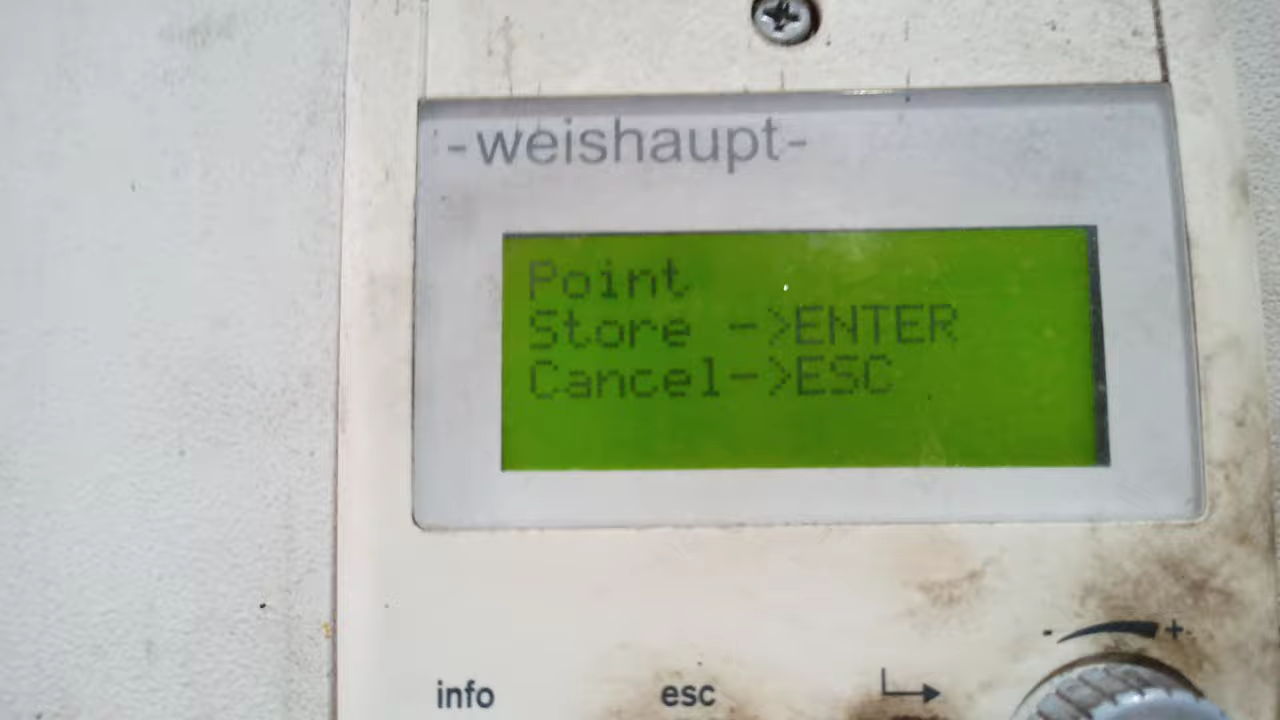 -weishaupt-
Point
Store ->ENTER
Cancel->ESC
- +
info esc